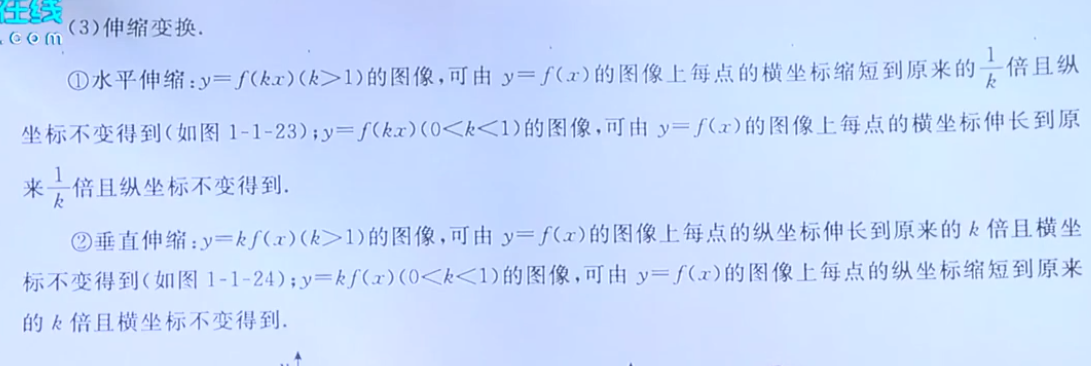 在线
.com
(3)伸缩变换.
①水平伸缩:y=f(kx)(k>1)的图像,可由 y=f(x)的图像上每点的横坐标缩短到原来的1/k倍且纵
坐标不变得到(如图 1-1-23);y=f(kx)(0<k<1)的图像,可由 y=f(x)的图像上每点的横坐标伸长到原
来1/k倍且纵坐标不变得到.
②垂直伸缩:y=kf(x)(k>1)的图像,可由 y=f(x)的图像上每点的纵坐标伸长到原来的 k 倍且横坐
标不变得到(如图 1-1-24);y=kf(x)(0<k<1)的图像,可由 y=f(x)的图像上每点的纵坐标缩短到原来
的 k 倍且横坐标不变得到.